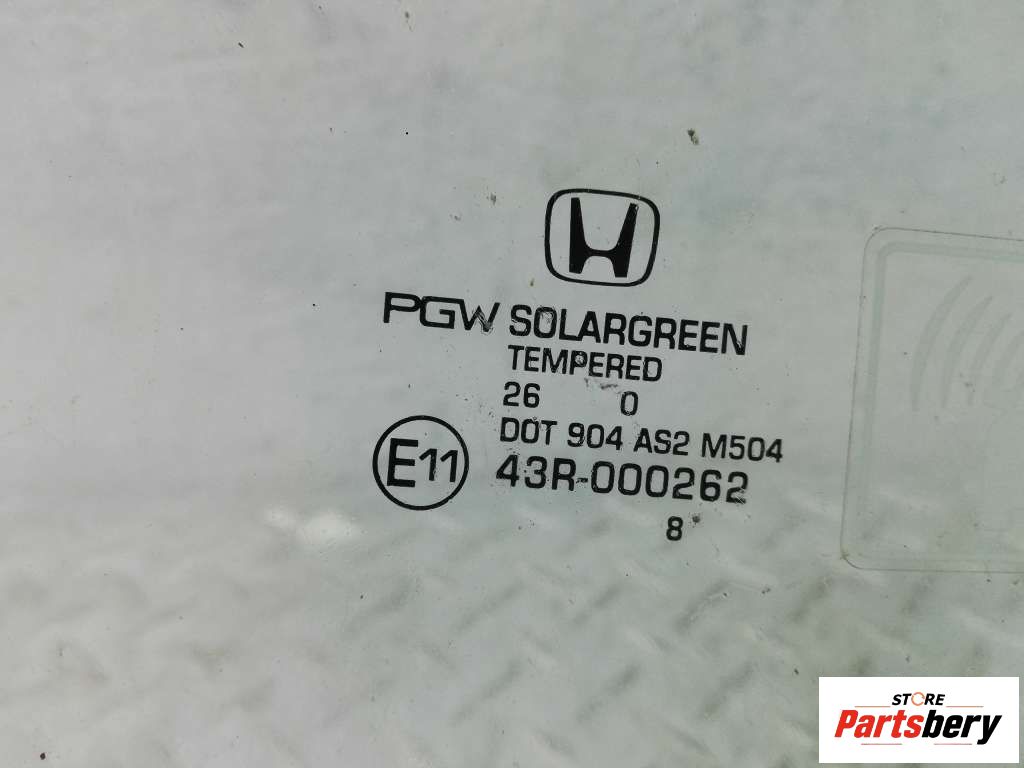 PGW SOLARGREEN
TEMPERED
26 0
DOT 904 AS2 M504
E11 43R-000262
8
STORE
Partsbery